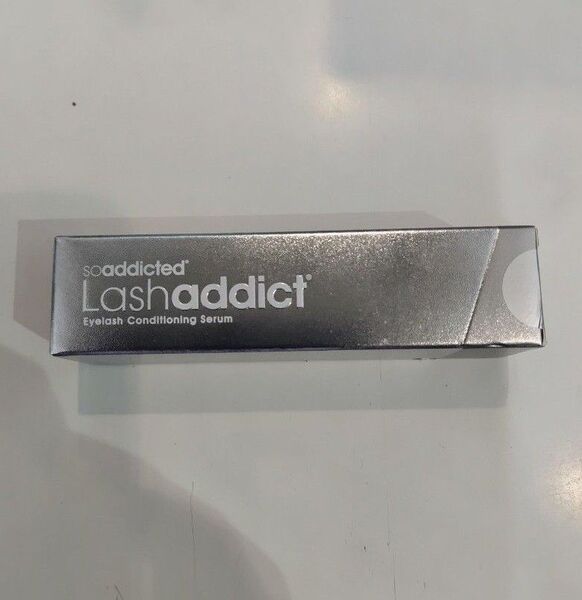 soaddicted®
Lashaddict®
Eyelash Conditioning Serum